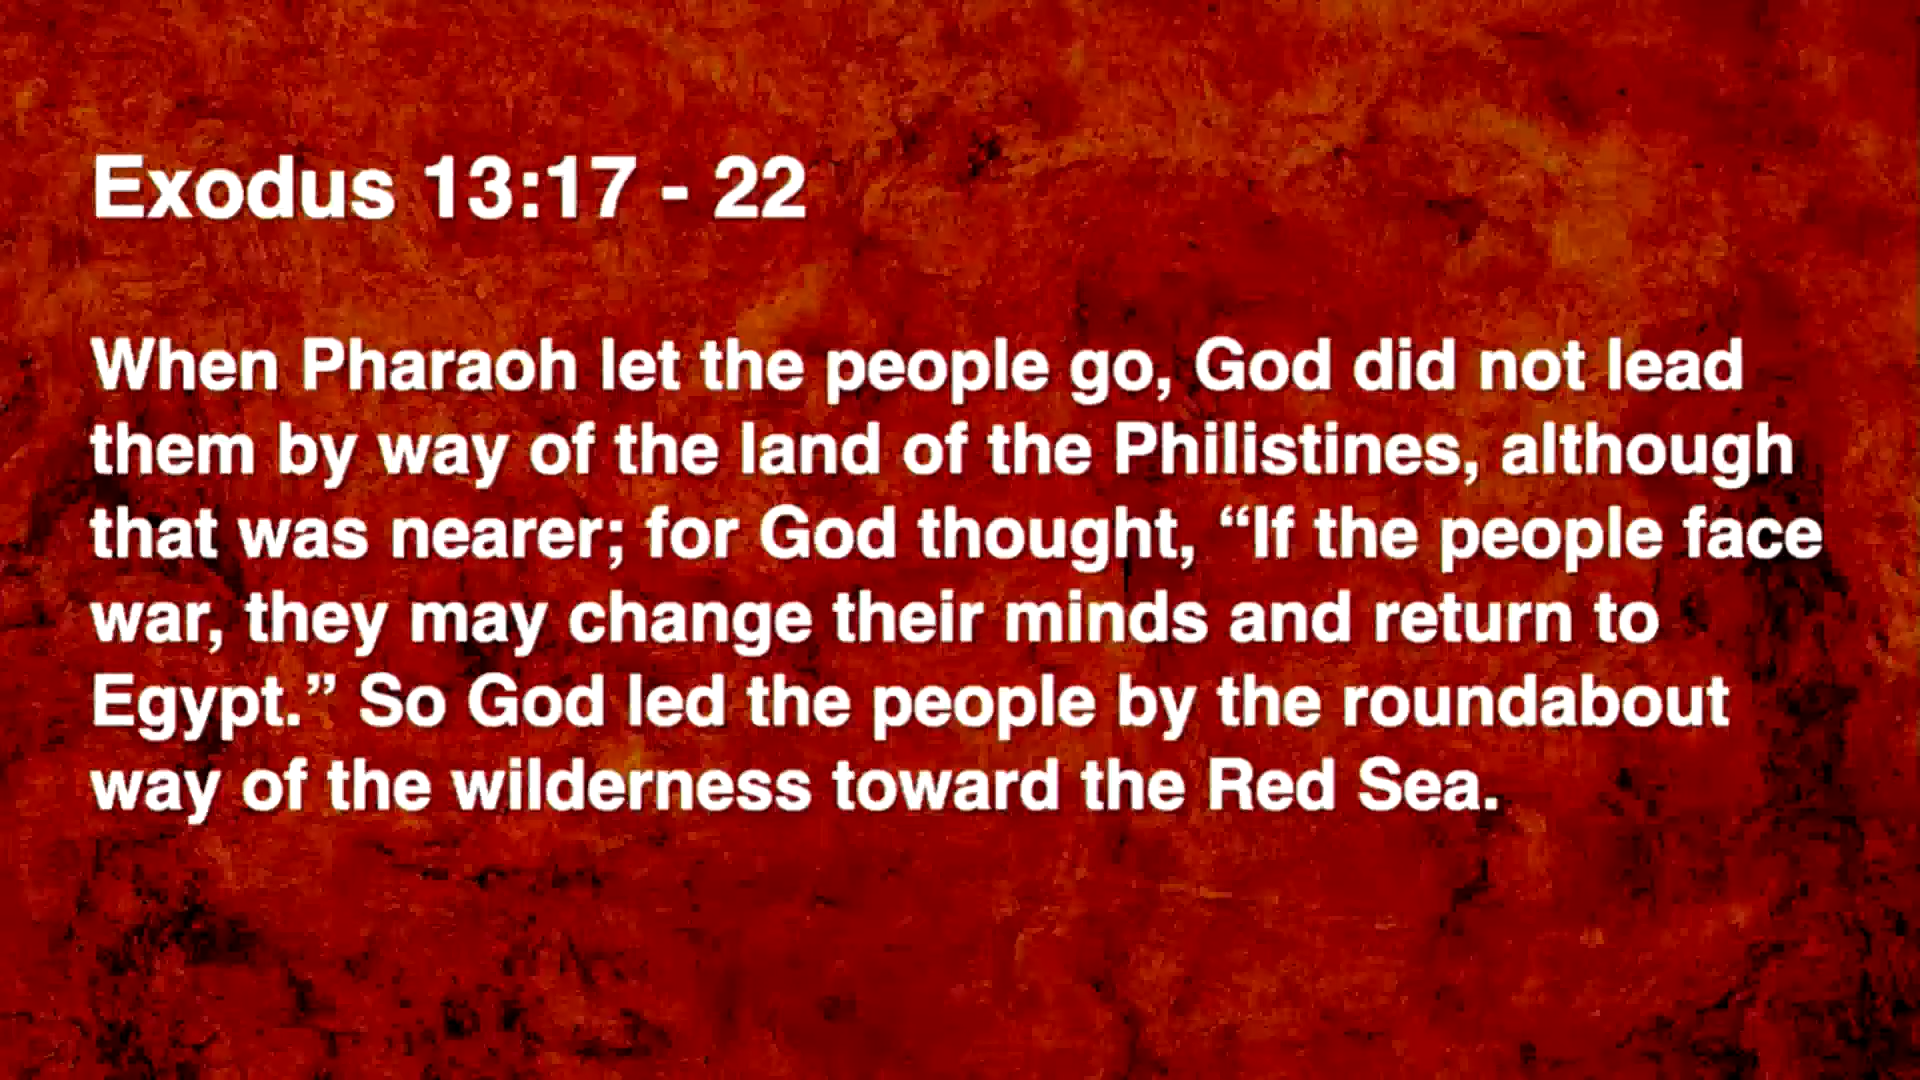 Exodus 13:17 - 22
When Pharaoh let the people go, God did not lead
them by way of the land of the Philistines, although
that was nearer; for God thought, “If the people face
war, they may change their minds and return to
Egypt.” So God led the people by the roundabout
way of the wilderness toward the Red Sea.